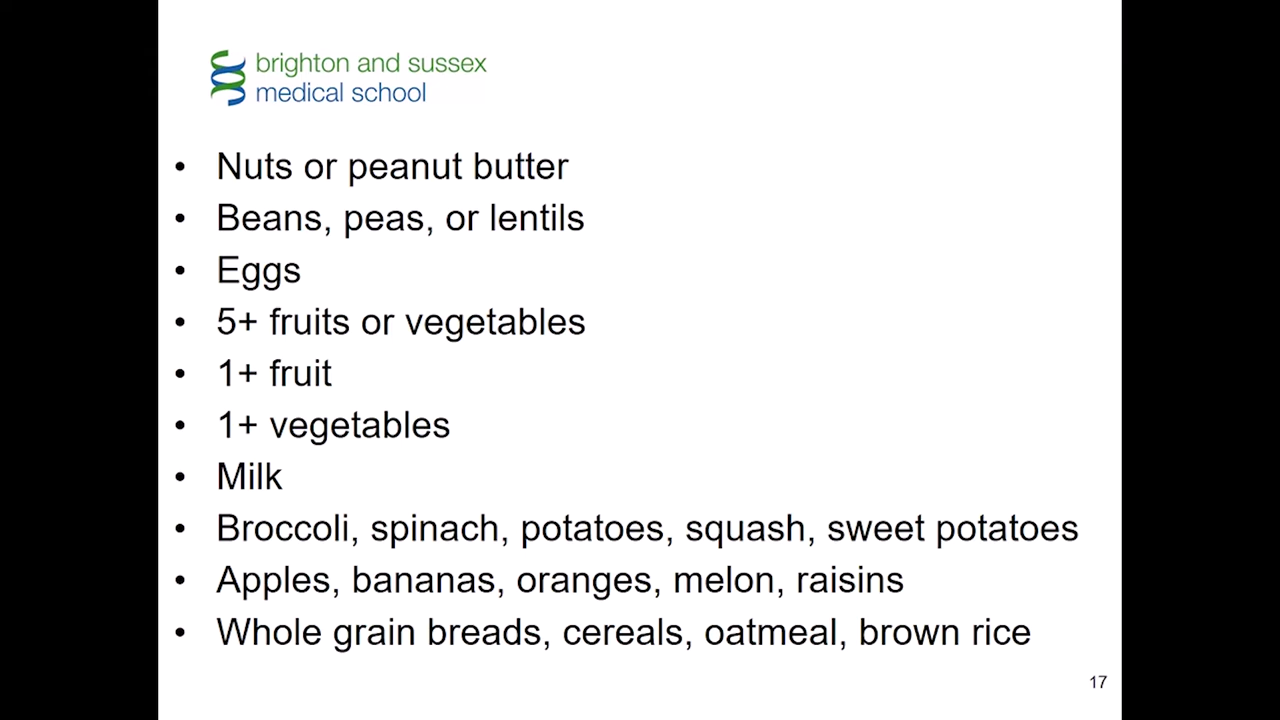 brighton and sussex
medical school
• Nuts or peanut butter
• Beans, peas, or lentils
• Eggs
• 5+ fruits or vegetables
• 1+ fruit
• 1+ vegetables
• Milk
• Broccoli, spinach, potatoes, squash, sweet potatoes
• Apples, bananas, oranges, melon, raisins
• Whole grain breads, cereals, oatmeal, brown rice
17